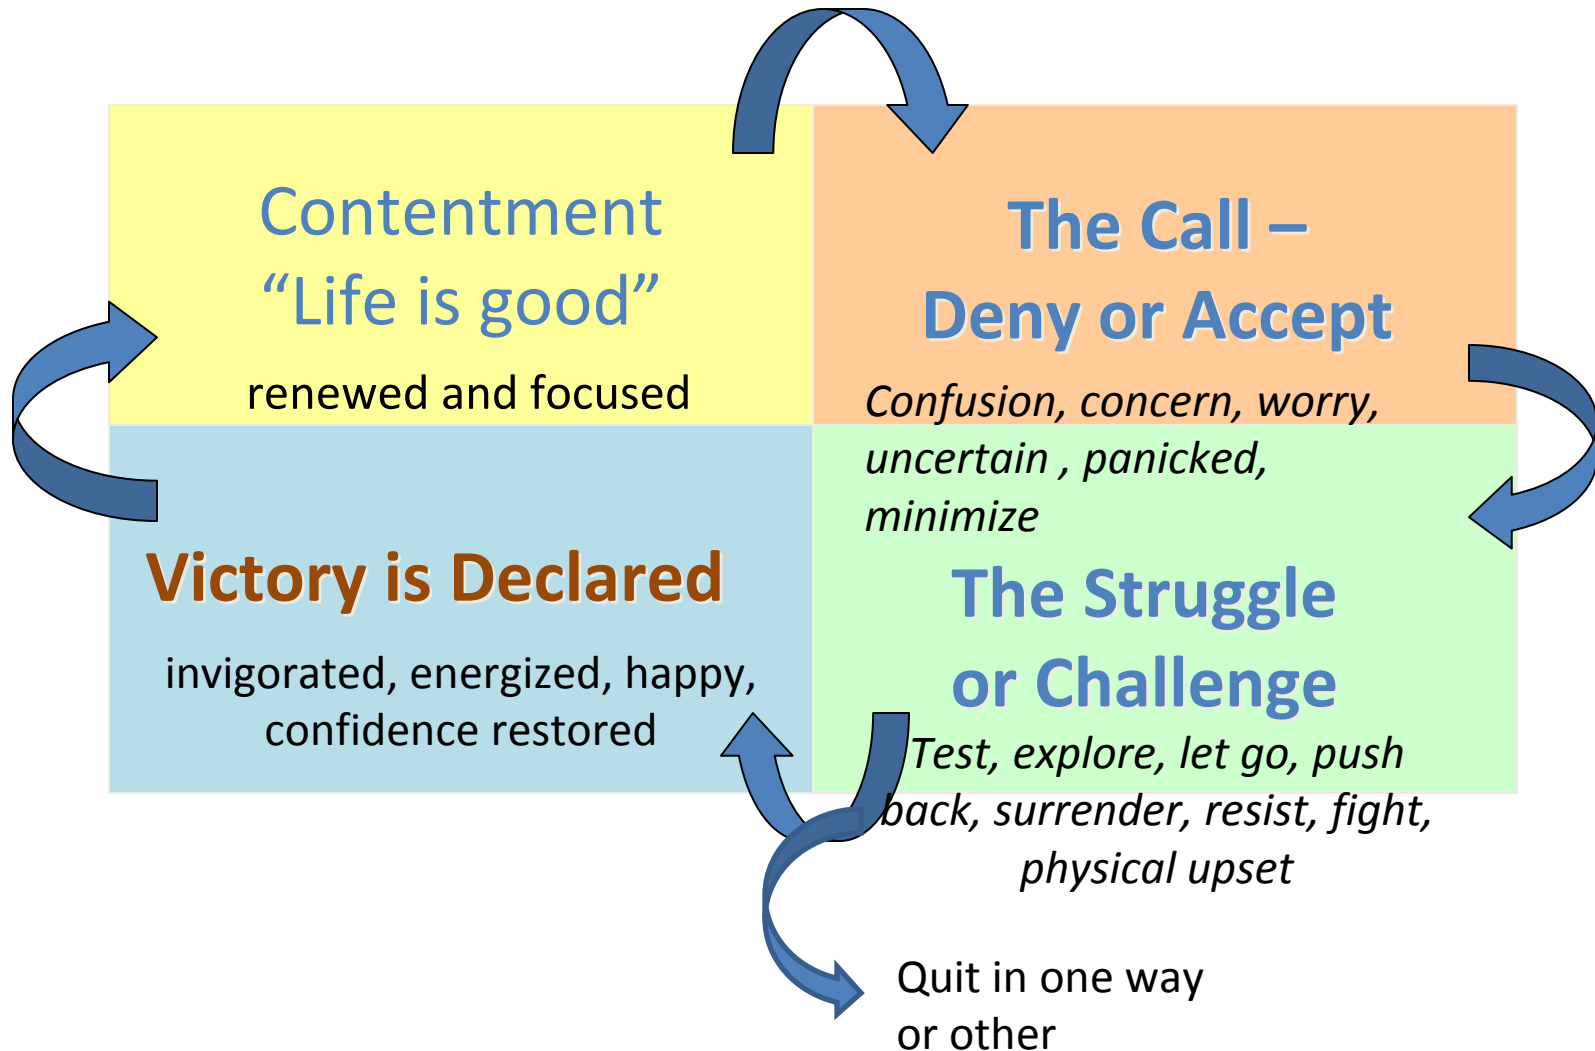 Contentment
“Life is good”
renewed and focused
The Call –
Deny or Accept
Confusion, concern, worry,
uncertain , panicked,
minimize
Victory is Declared
invigorated, energized, happy,
confidence restored
The Struggle
or Challenge
Test, explore, let go, push
back, surrender, resist, fight,
physical upset
Quit in one way
or other